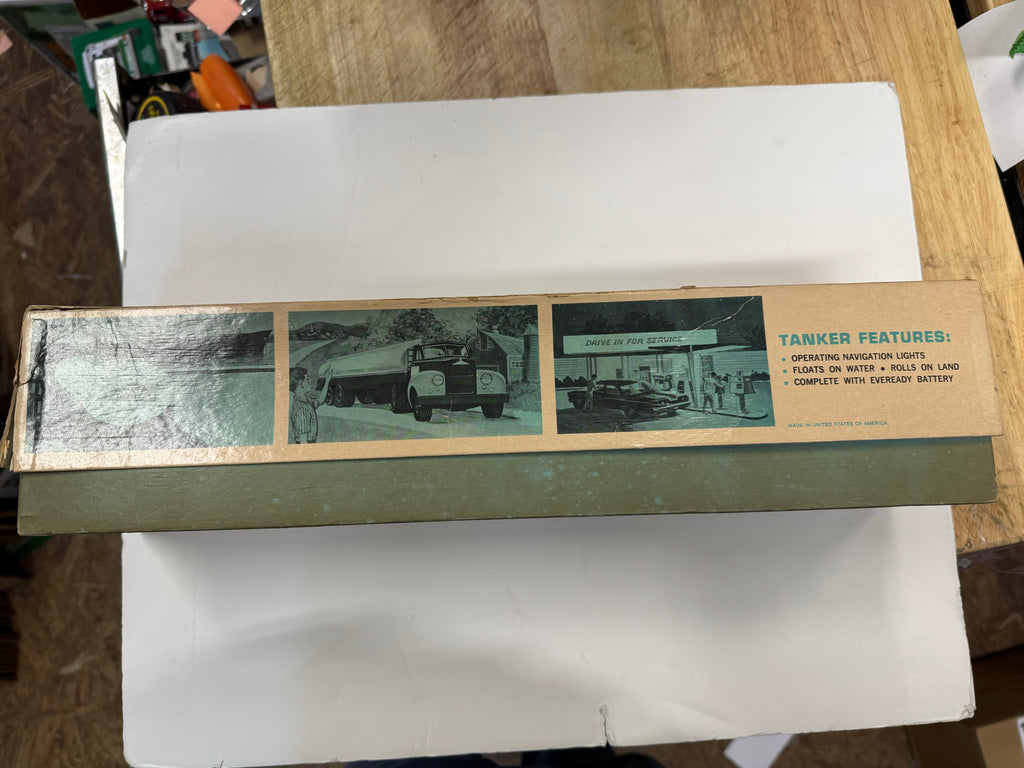 DRIVE IN FOR SERVICE
TANKER FEATURES:
• OPERATING NAVIGATION LIGHTS
• FLOATS ON WATER • ROLLS ON LAND
• COMPLETE WITH EVEREADY BATTERY
MADE IN UNITED STATES OF AMERICA